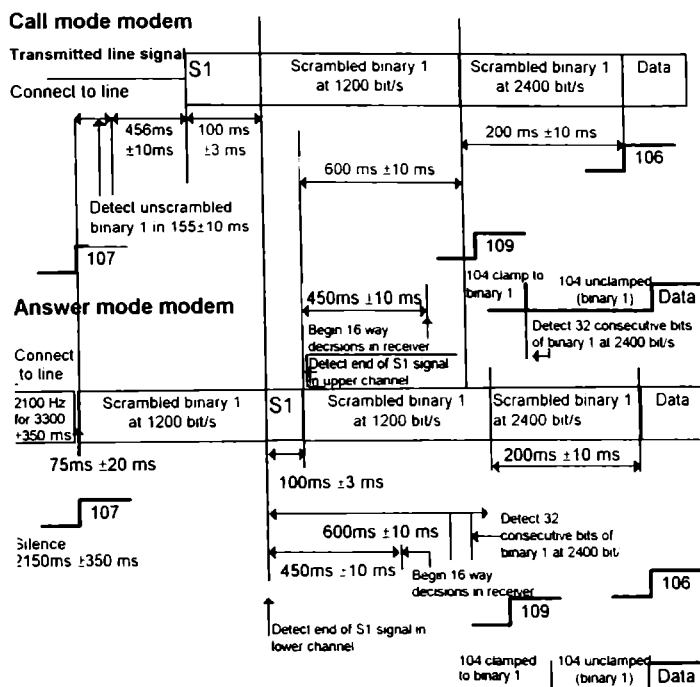 Call mode modem
Transmitted line signal
S1
Scrambled binary 1
at 1200 bit/s
Scrambled binary 1
at 2400 bit/s
Data
Connect to line
456ms
±10ms
100 ms
±3 ms
200 ms ±10 ms
106
600 ms ±10 ms
Detect unscrambled
binary 1 in 155±10 ms
107
109
104 clamp to
binary 1
104 unclamped
(binary 1)
Data
450ms ±10 ms
Answer mode modem
Begin 16 way
decisions in receiver
Detect 32 consecutive bits
of binary 1 at 2400 bit/s
Connect
to line
Detect end of S1 signal
in upper channel
2100 Hz
for 3300
±350 ms
Scrambled binary 1
at 1200 bit/s
S1
Scrambled binary 1
at 1200 bit/s
Scrambled binary 1
at 2400 bit/s
Data
75ms ±20 ms
200ms ±10 ms
100ms ±3 ms
107
Silence
2150ms ±350 ms
600ms ±10 ms
Detect 32
consecutive bits of
binary 1 at 2400 bit/
450ms ±10 ms
Begin 16 way
decisions in receiver
106
109
Detect end of S1 signal in
lower channel
104 clamped
to binary 1
104 unclamped
(binary 1)
Data